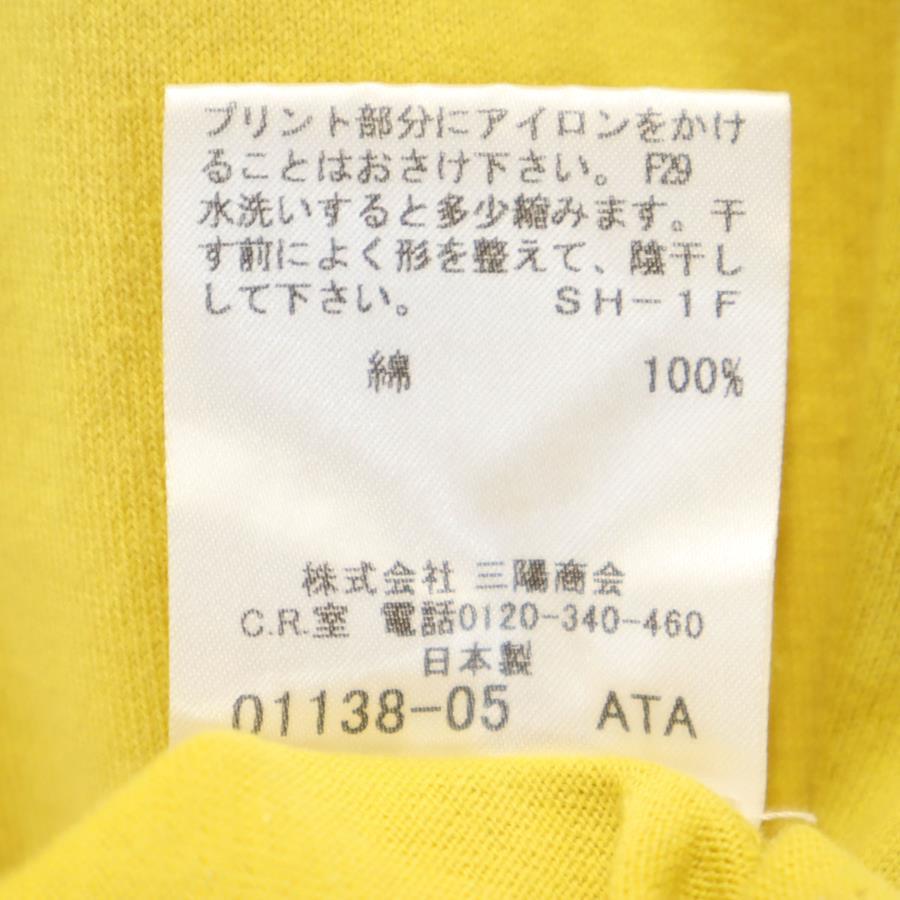 プリント部分にアイロンをかけ
ることはおさけ下さい。 F29
水洗いすると多少縮みます。干
す前によく形を整えて、陰干し
して下さい。 SH-1F
綿 100%
株式会社 三陽商会
C.R.室 電話0120-340-460
日本製
01138-05 ATA